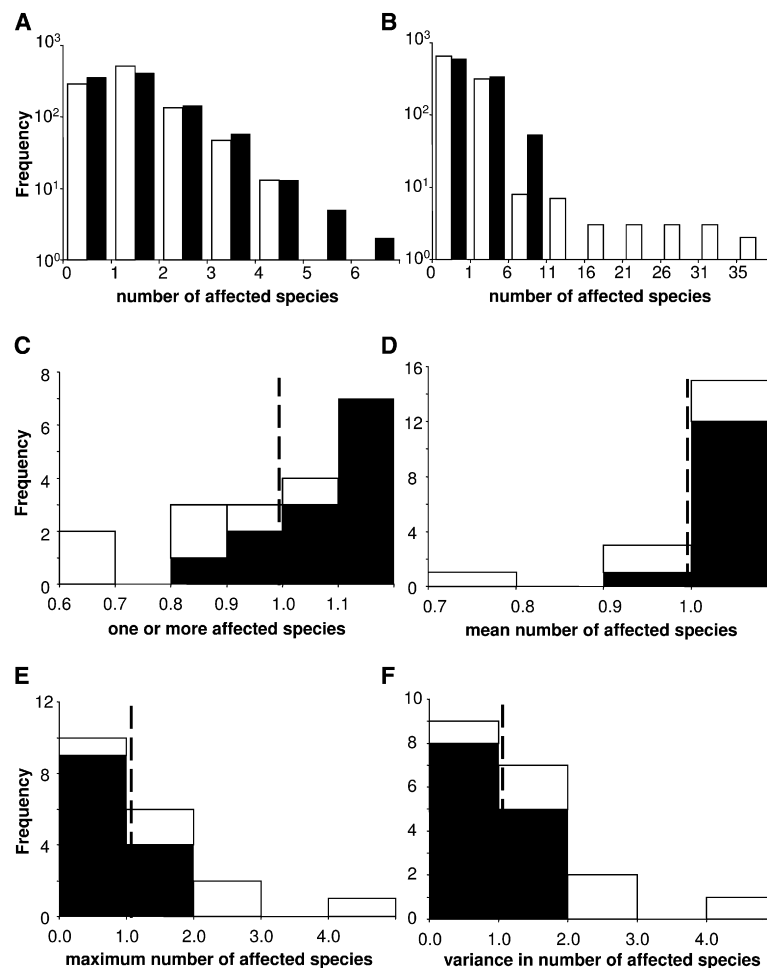 A
B
10³
10²
10¹
10⁰
Frequency
0 1 2 3 4 5 6
number of affected species
10³
10²
10¹
10⁰
0 1 6 11 16 21 26 31 35
number of affected species
C
D
8
6
4
2
0
Frequency
0.6 0.7 0.8 0.9 1.0 1.1
one or more affected species
16
12
8
4
0
0.7 0.8 0.9 1.0
mean number of affected species
E
F
12
8
4
0
Frequency
0.0 1.0 2.0 3.0 4.0
maximum number of affected species
10
8
6
4
2
0
0.0 1.0 2.0 3.0 4.0
variance in number of affected species